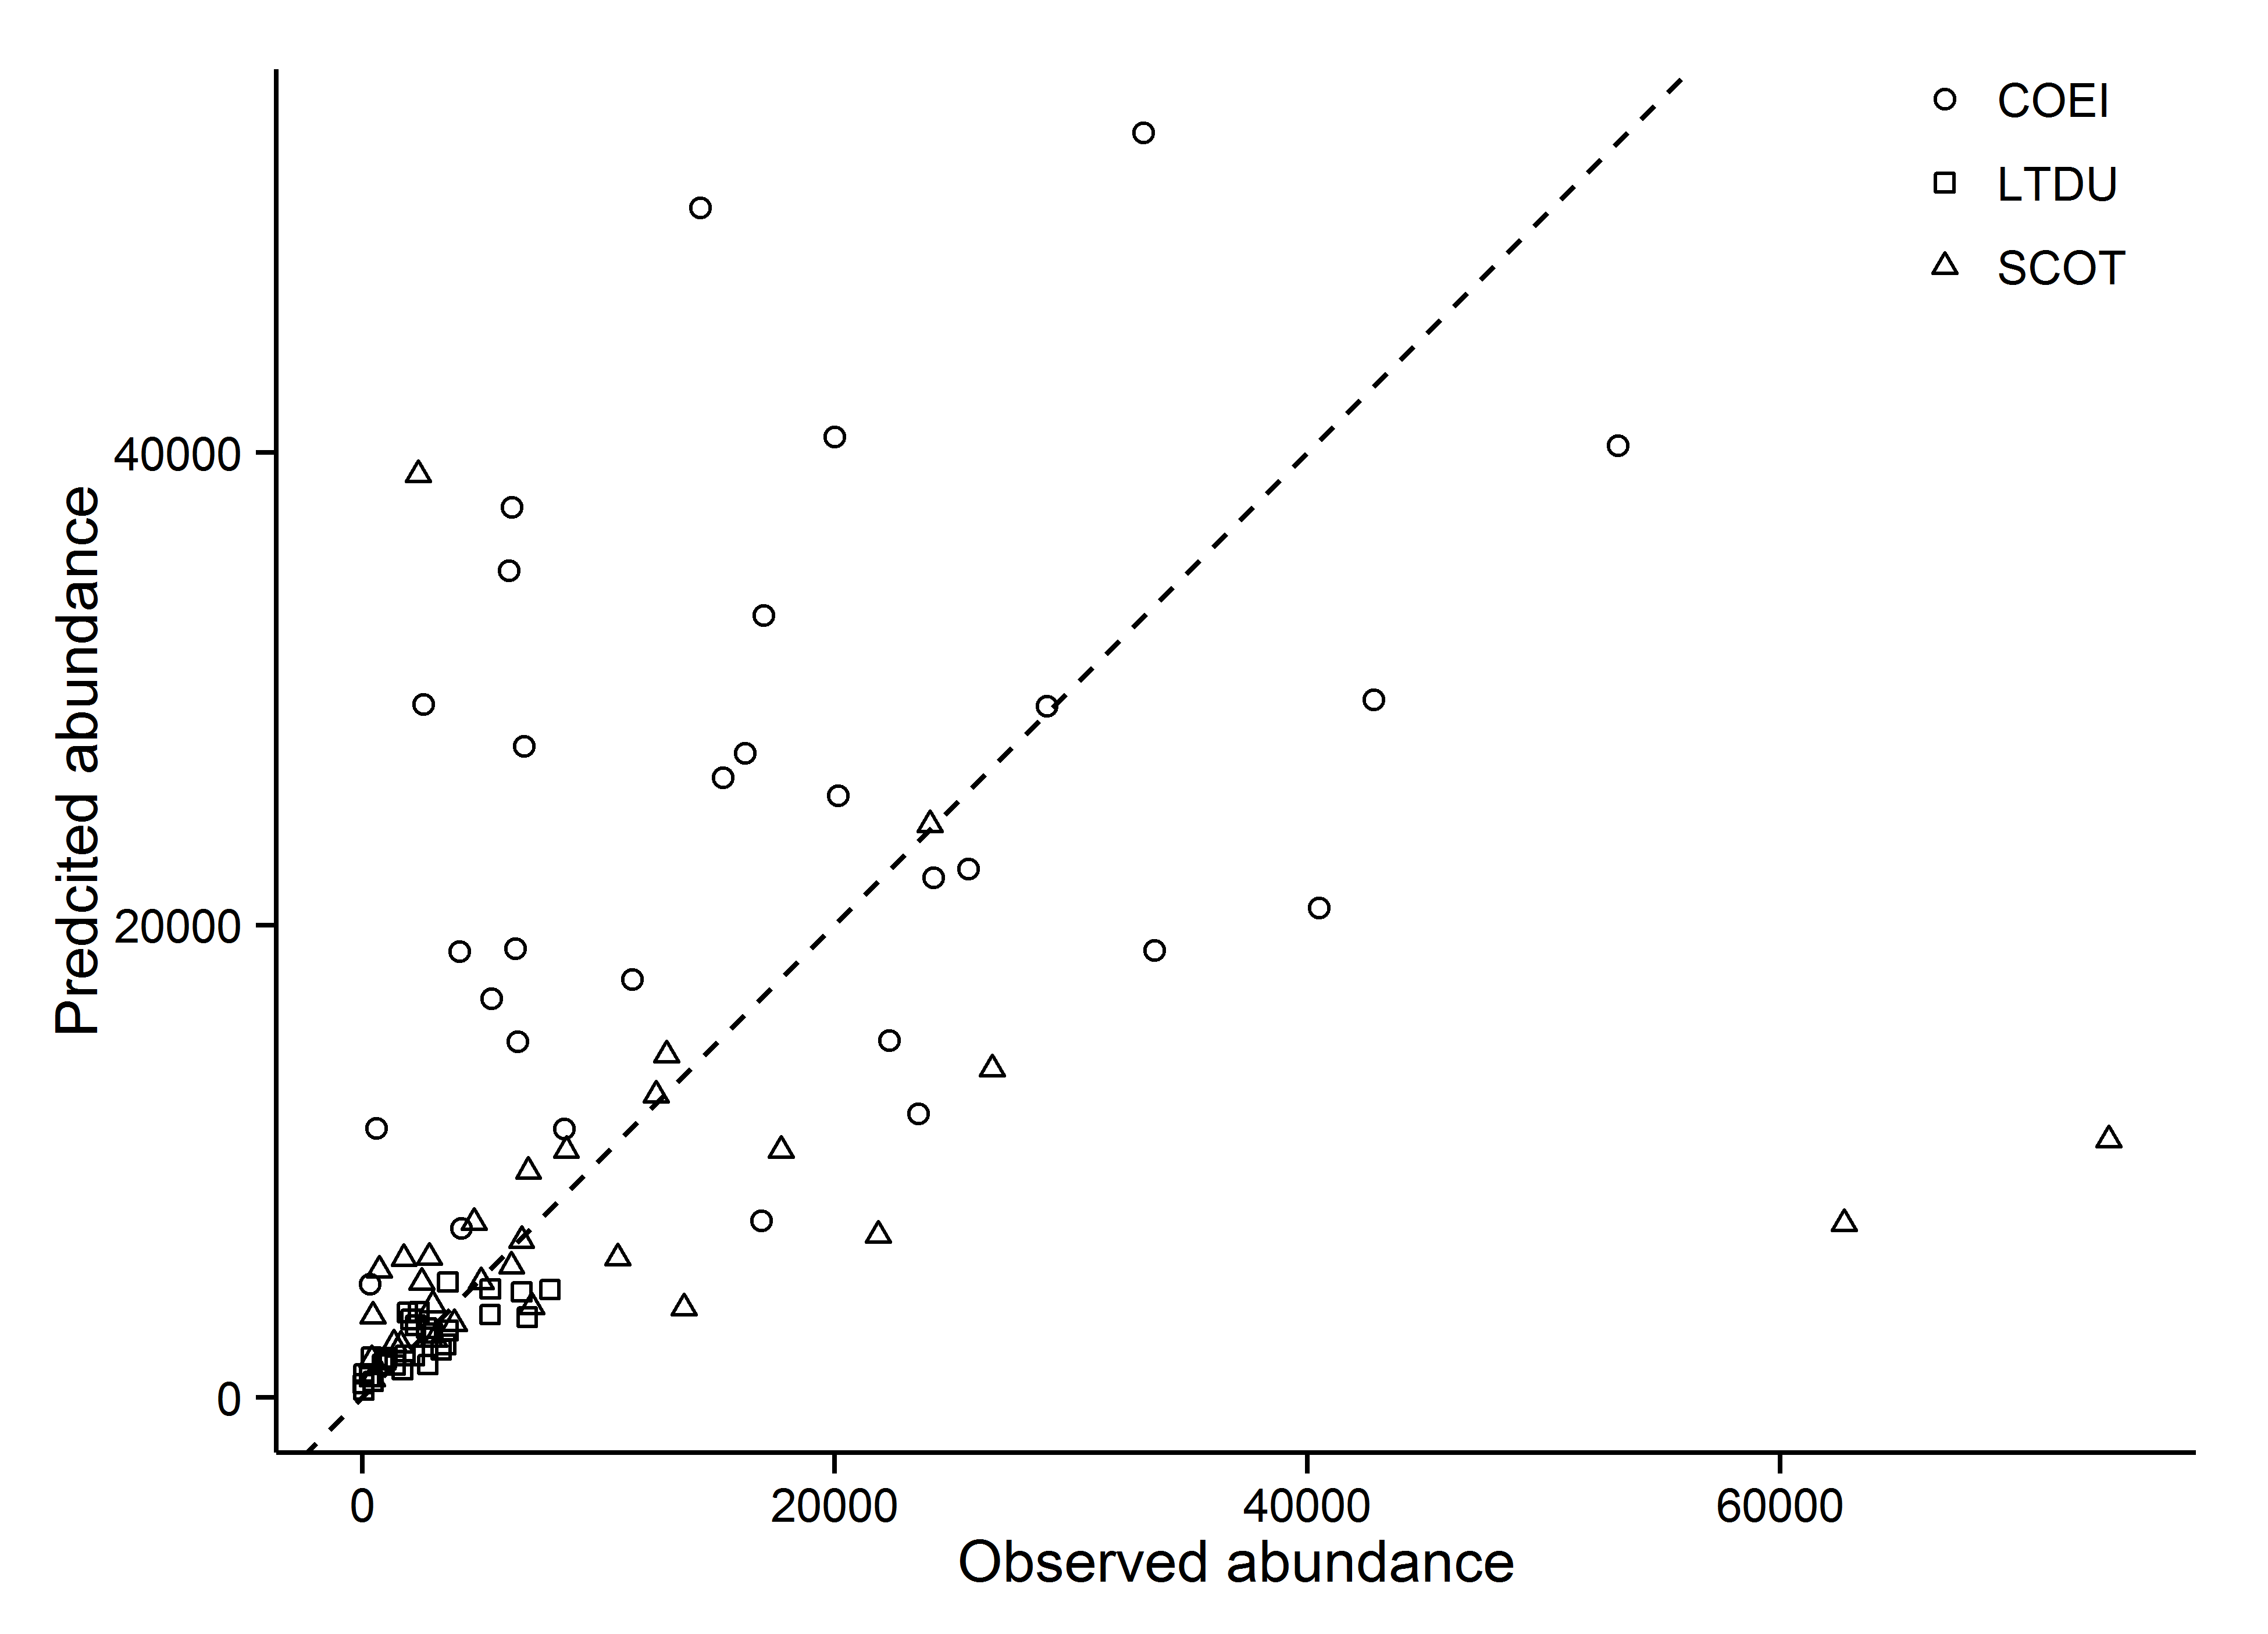 COEI
LTDU
SCOT
Predcited abundance
40000
20000
0
0 20000 40000 60000
Observed abundance